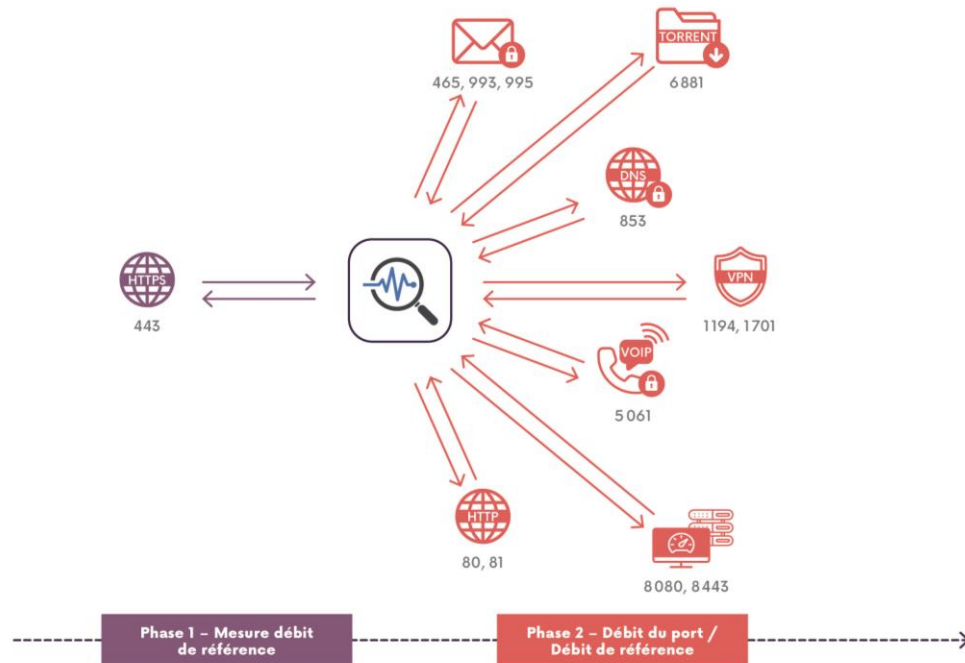 TORRENT
465, 993, 995
6881
DNS
853
HTTPS
443
VPN
1194, 1701
VOIP
5061
HTTP
80, 81
8080, 8443
Phase 1 – Mesure débit
de référence
Phase 2 – Débit du port /
Débit de référence